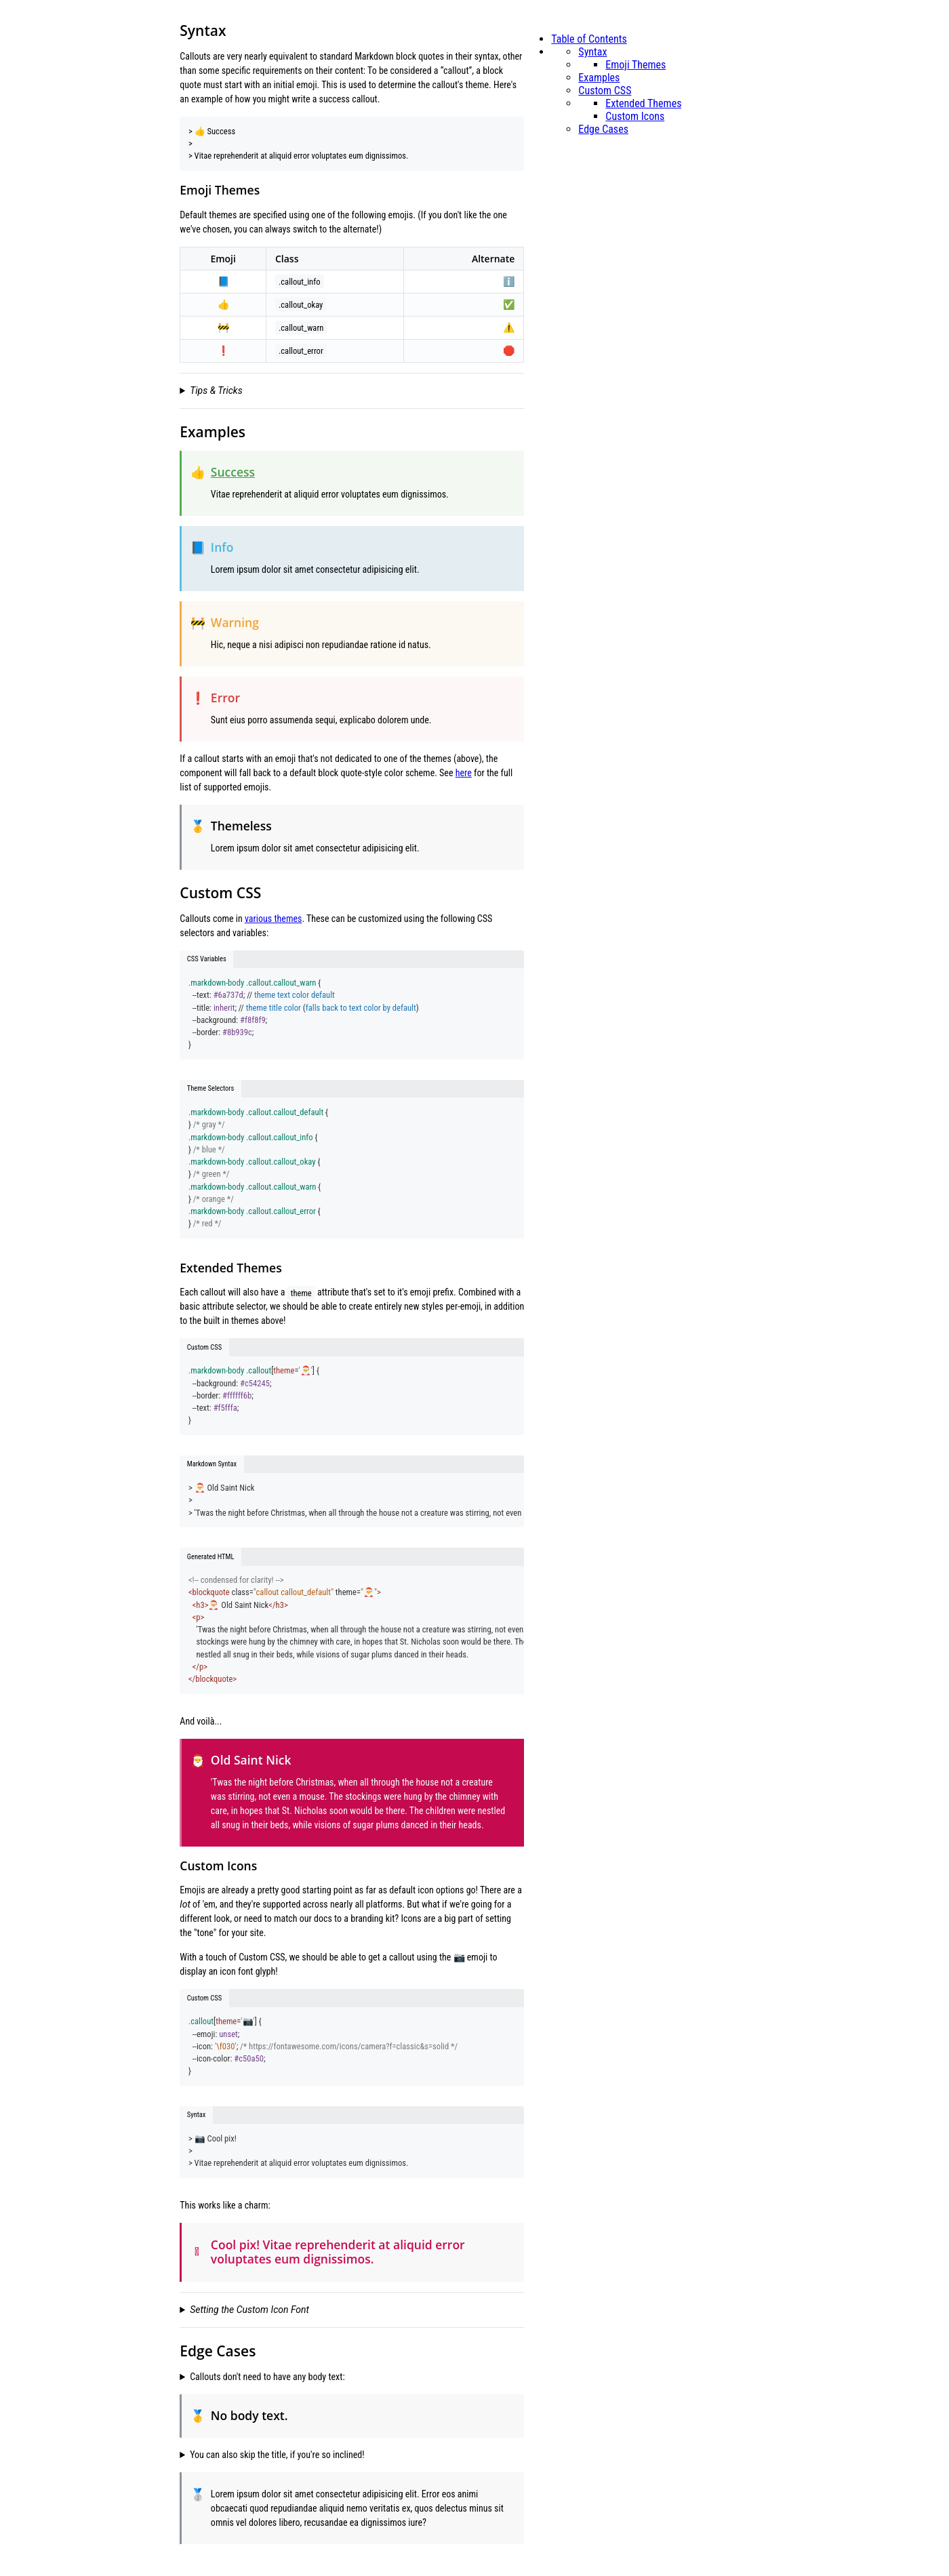 Syntax
Callouts are very nearly equivalent to standard Markdown block quotes in their syntax, other
than some specific requirements on their content: To be considered a “callout”, a block
quote must start with an initial emoji. This is used to determine the callout's theme. Here's
an example of how you might write a success callout.
> 👍 Success
>
> Vitae reprehenderit at aliquid error voluptates eum dignissimos.
Emoji Themes
Default themes are specified using one of the following emojis. (If you don't like the one
we've chosen, you can always switch to the alternate!)
Emoji Class Alternate
📘 .callout_info ℹ️
👍 .callout_okay ✅
🚧 .callout_warn ⚠️
❗ .callout_error 🛑
Tips & Tricks
Examples
👍 Success
Vitae reprehenderit at aliquid error voluptates eum dignissimos.
📘 Info
Lorem ipsum dolor sit amet consectetur adipisicing elit.
🚧 Warning
Hic, neque a nisi adipisci non repudiandae ratione id natus.
❗ Error
Sunt eius porro assumenda sequi, explicabo dolorem unde.
If a callout starts with an emoji that's not dedicated to one of the themes (above), the
component will fall back to a default block quote-style color scheme. See here for the full
list of supported emojis.
🥇 Themeless
Lorem ipsum dolor sit amet consectetur adipisicing elit.
Custom CSS
Callouts come in various themes. These can be customized using the following CSS
selectors and variables:
CSS Variables
.markdown-body .callout.callout_warn {
--text: #6a737d; // theme text color default
--title: inherit; // theme title color (falls back to text color by default)
--background: #f8f8f9;
--border: #8b939c;
}
Theme Selectors
.markdown-body .callout.callout_default {
} /* gray */
.markdown-body .callout.callout_info {
} /* blue */
.markdown-body .callout.callout_okay {
} /* green */
.markdown-body .callout.callout_warn {
} /* orange */
.markdown-body .callout.callout_error {
} /* red */
Extended Themes
Each callout will also have a theme attribute that's set to it's emoji prefix. Combined with a
basic attribute selector, we should be able to create entirely new styles per-emoji, in addition
to the built in themes above!
Custom CSS
.markdown-body .callout[theme='🎅'] {
--background: #c54245;
--border: #ffffff6b;
--text: #f5fffa;
}
Markdown Syntax
> 🎅 Old Saint Nick
>
> 'Twas the night before Christmas, when all through the house not a creature was stirring, not even
Generated HTML
<!-- condensed for clarity! -->
<blockquote class="callout callout_default" theme="🎅">
<h3>🎅 Old Saint Nick</h3>
<p>
'Twas the night before Christmas, when all through the house not a creature was stirring, not even
stockings were hung by the chimney with care, in hopes that St. Nicholas soon would be there. The
nestled all snug in their beds, while visions of sugar plums danced in their heads.
</p>
</blockquote>
And voilà...
🎅 Old Saint Nick
'Twas the night before Christmas, when all through the house not a creature
was stirring, not even a mouse. The stockings were hung by the chimney with
care, in hopes that St. Nicholas soon would be there. The children were nestled
all snug in their beds, while visions of sugar plums danced in their heads.
Custom Icons
Emojis are already a pretty good starting point as far as default icon options go! There are a
lot of 'em, and they're supported across nearly all platforms. But what if we're going for a
different look, or need to match our docs to a branding kit? Icons are a big part of setting
the "tone" for your site.
With a touch of Custom CSS, we should be able to get a callout using the 📷 emoji to
display an icon font glyph!
Custom CSS
.callout[theme='📷'] {
--emoji: unset;
--icon: '\f030'; /* https://fontawesome.com/icons/camera?f=classic&s=solid */
--icon-color: #c50a50;
}
Syntax
> 📷 Cool pix!
>
> Vitae reprehenderit at aliquid error voluptates eum dignissimos.
This works like a charm:
Cool pix! Vitae reprehenderit at aliquid error
voluptates eum dignissimos.
Setting the Custom Icon Font
Edge Cases
Callouts don't need to have any body text:
🥇 No body text.
You can also skip the title, if you're so inclined!
🥈 Lorem ipsum dolor sit amet consectetur adipisicing elit. Error eos animi
obcaecati quod repudiandae aliquid nemo veritatis ex, quos delectus minus sit
omnis vel dolores libero, recusandae ea dignissimos iure?
Table of Contents
Syntax
Emoji Themes
Examples
Custom CSS
Extended Themes
Custom Icons
Edge Cases